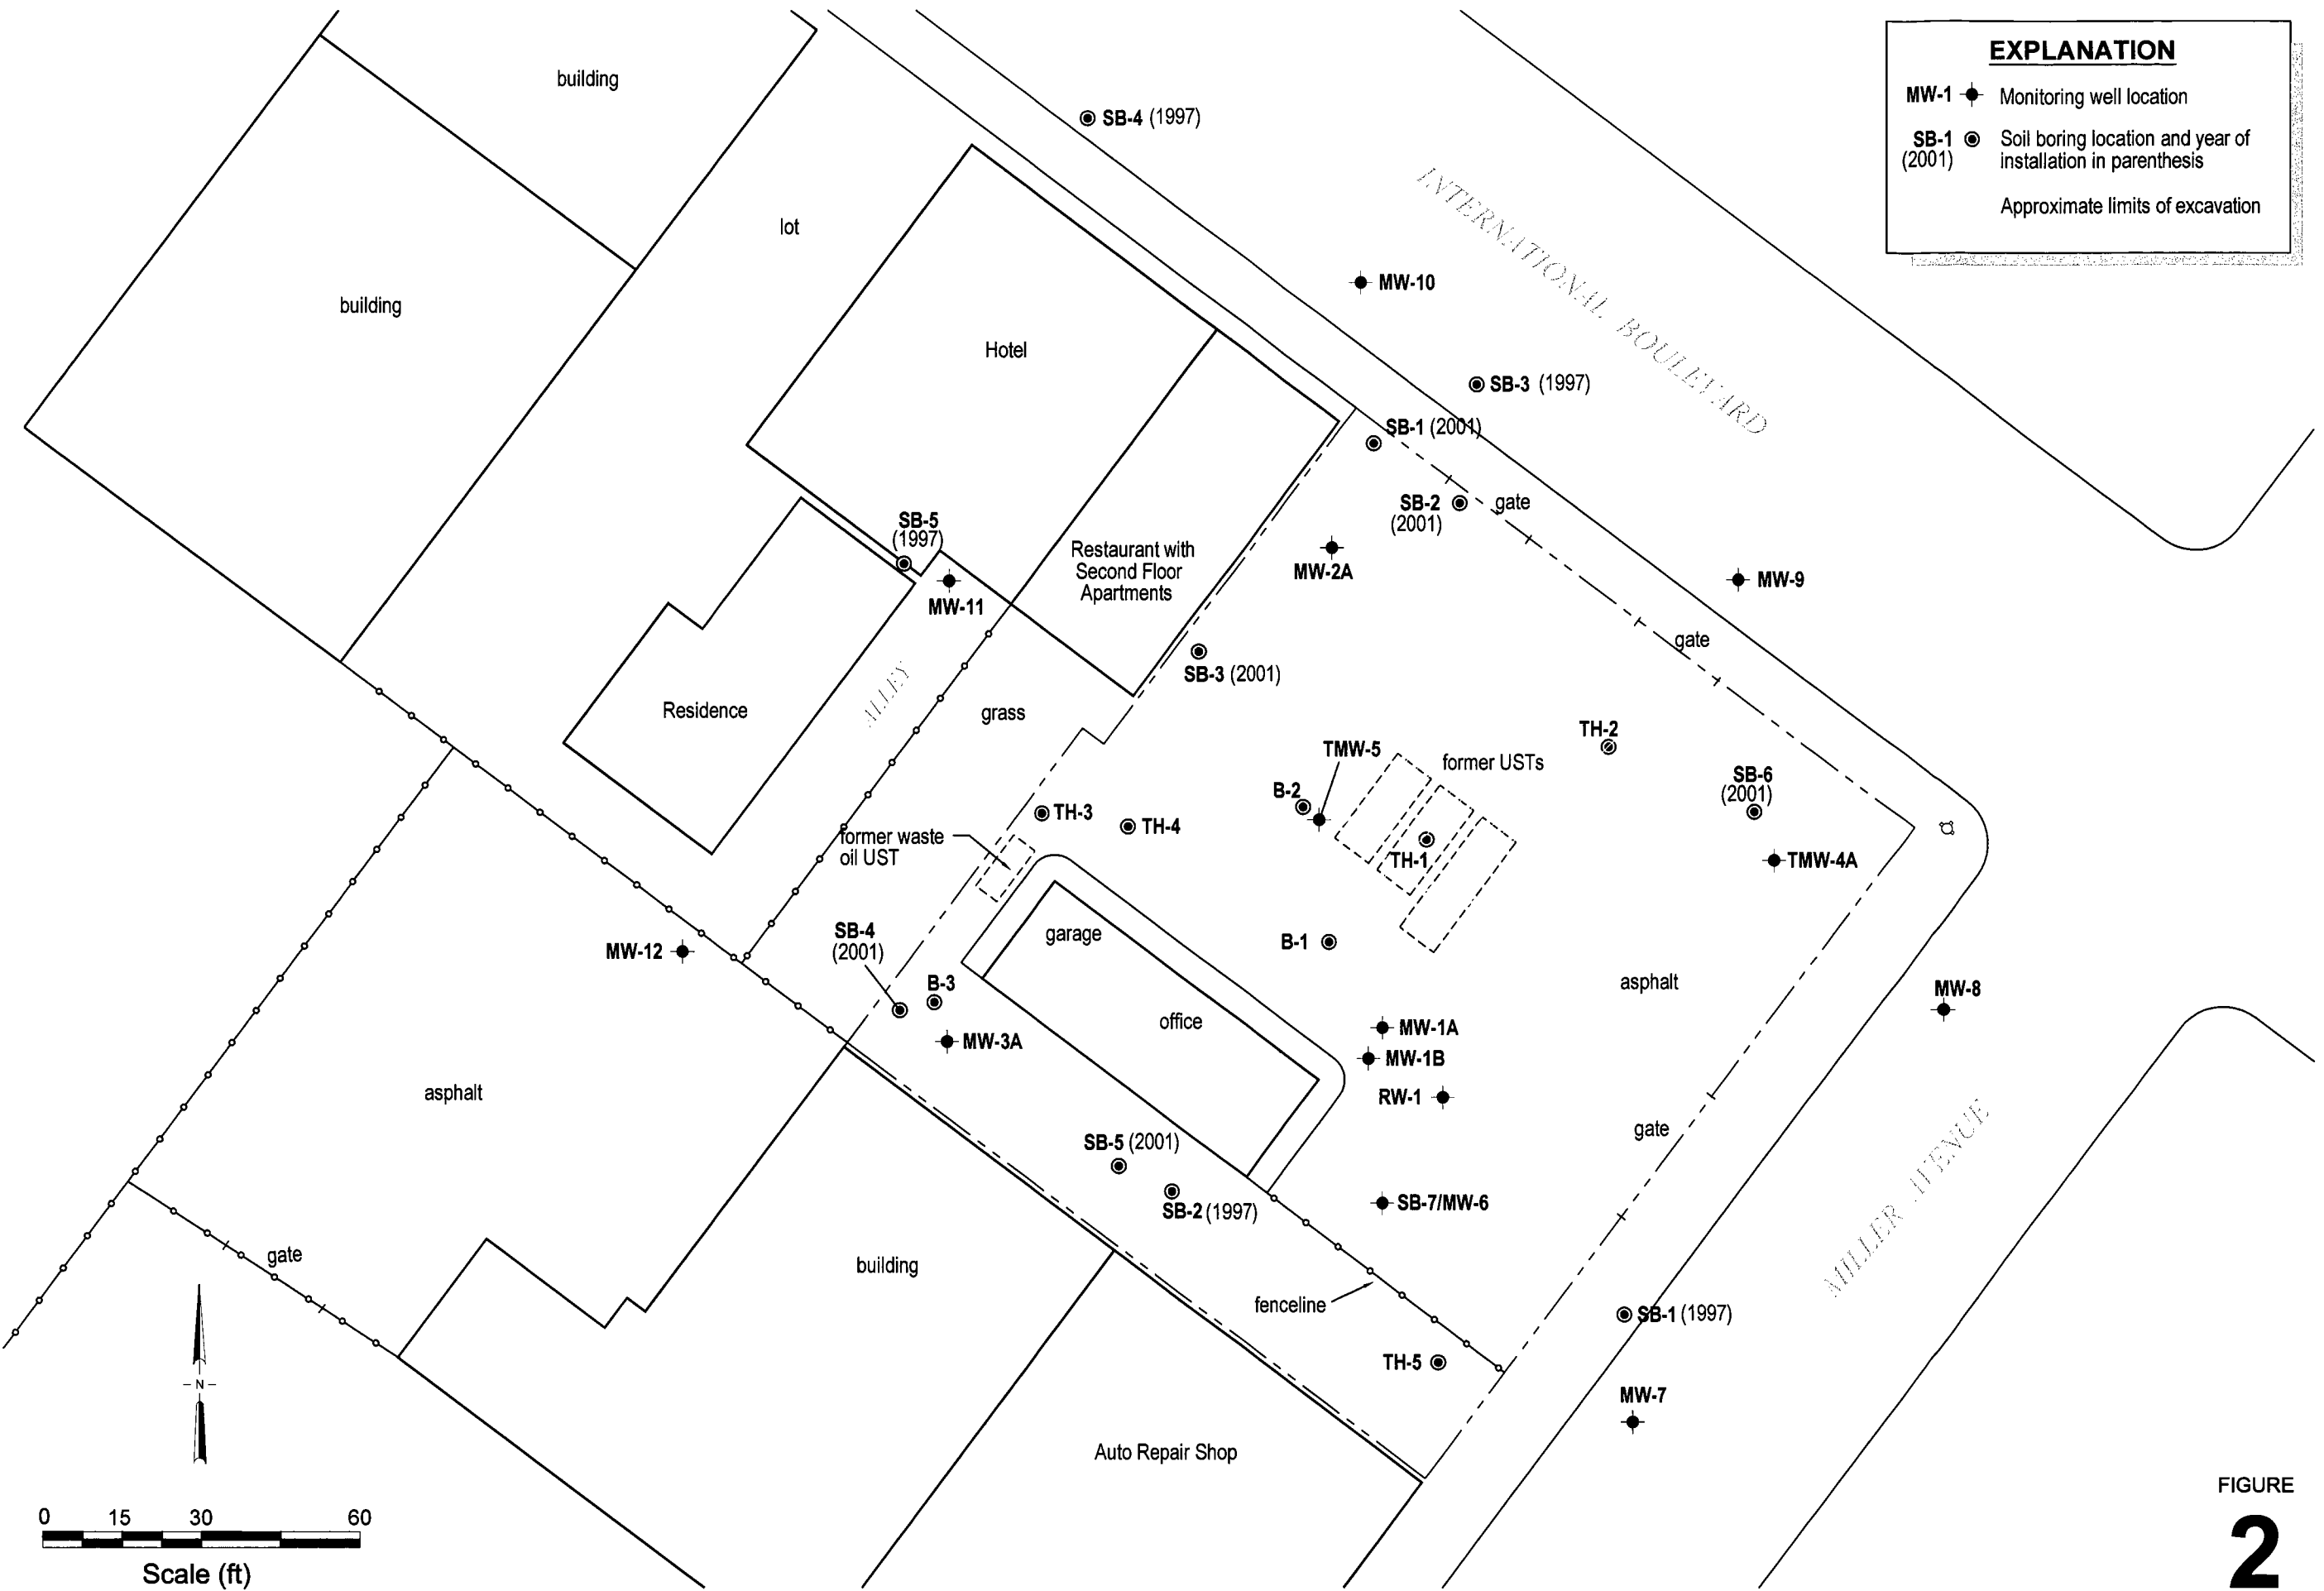 EXPLANATION
MW-1 Monitoring well location
SB-1 Soil boring location and year of
(2001) installation in parenthesis
Approximate limits of excavation
building
SB-4 (1997)
INTERNATIONAL BOULEVARD
lot
MW-10
building
Hotel
SB-3 (1997)
SB-1 (2001)
SB-2
(2001)
gate
SB-5
(1997)
MW-11
Restaurant with
Second Floor
Apartments
MW-2A
MW-9
gate
SB-3 (2001)
ALLEY
Residence
grass
TH-2
TMW-5
former USTs
SB-6
(2001)
B-2
TH-3
TH-4
former waste
oil UST
TH-1
TMW-4A
SB-4
(2001)
garage
B-1
MW-12
asphalt
B-3
MW-8
office
MW-1A
MW-3A
MW-1B
asphalt
RW-1
gate
MILLER AVENUE
SB-5 (2001)
SB-2 (1997)
SB-7/MW-6
gate
building
fenceline
SB-1 (1997)
TH-5
N
MW-7
Auto Repair Shop
FIGURE
2
0 15 30 60
Scale (ft)